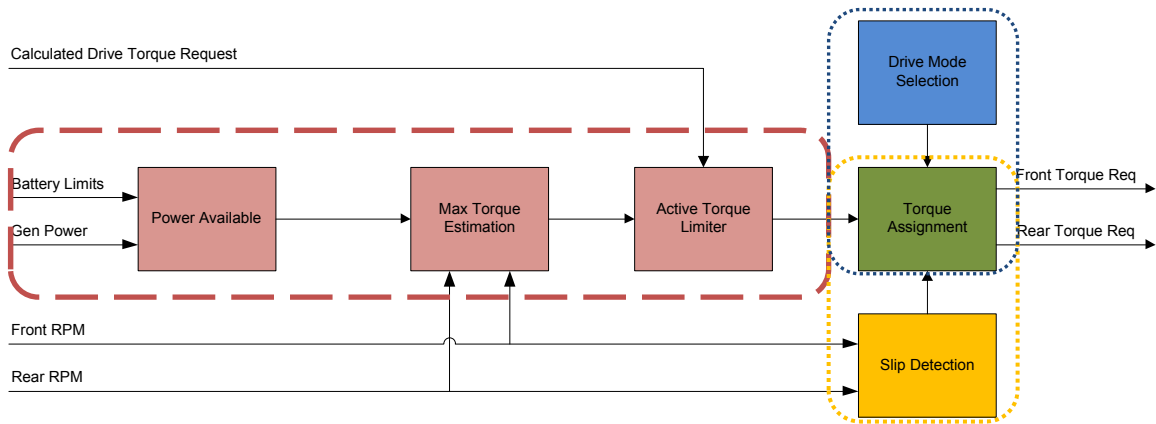 Calculated Drive Torque Request
Drive Mode
Selection
Battery Limits
Gen Power
Power Available
Max Torque
Estimation
Active Torque
Limiter
Torque
Assignment
Front Torque Req
Rear Torque Req
Front RPM
Rear RPM
Slip Detection